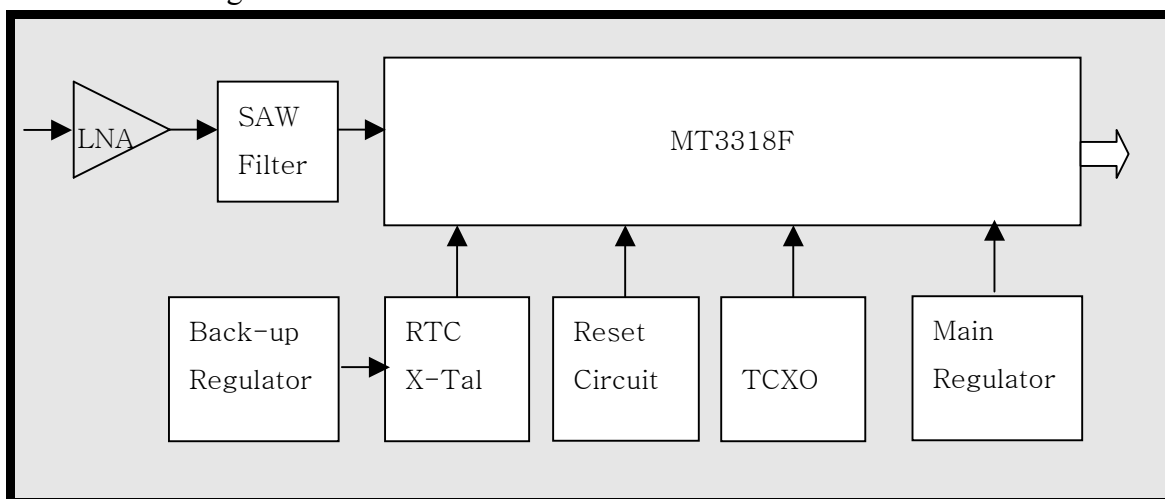 LNA
SAW
Filter
MT3318F
Back-up
Regulator
RTC
X-Tal
Reset
Circuit
TCXO
Main
Regulator